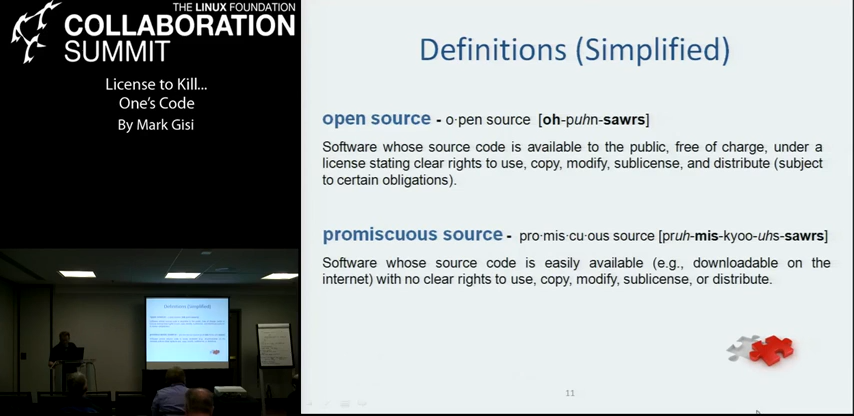 THE LINUX FOUNDATION
COLLABORATION
SUMMIT
License to Kill...
One's Code
By Mark Gisi
Definitions (Simplified)
open source - o·pen source [oh-puhn-sawrs]
Software whose source code is available to the public, free of charge, under a
license stating clear rights to use, copy, modify, sublicense, and distribute (subject
to certain obligations).
promiscuous source - pro·mis·cu·ous source [pruh-mis-kyoo-uhs-sawrs]
Software whose source code is easily available (e.g., downloadable on the
internet) with no clear rights to use, copy, modify, sublicense, or distribute.
11
Definitions (Simplified)